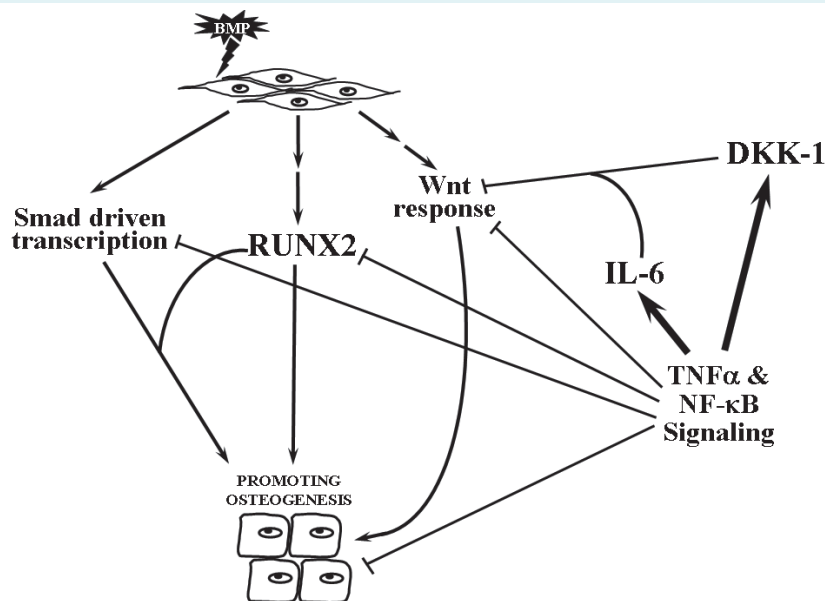 BMP
DKK-1
Wnt
response
Smad driven
transcription
RUNX2
IL-6
TNFα &
NF-κB
Signaling
PROMOTING
OSTEOGENESIS